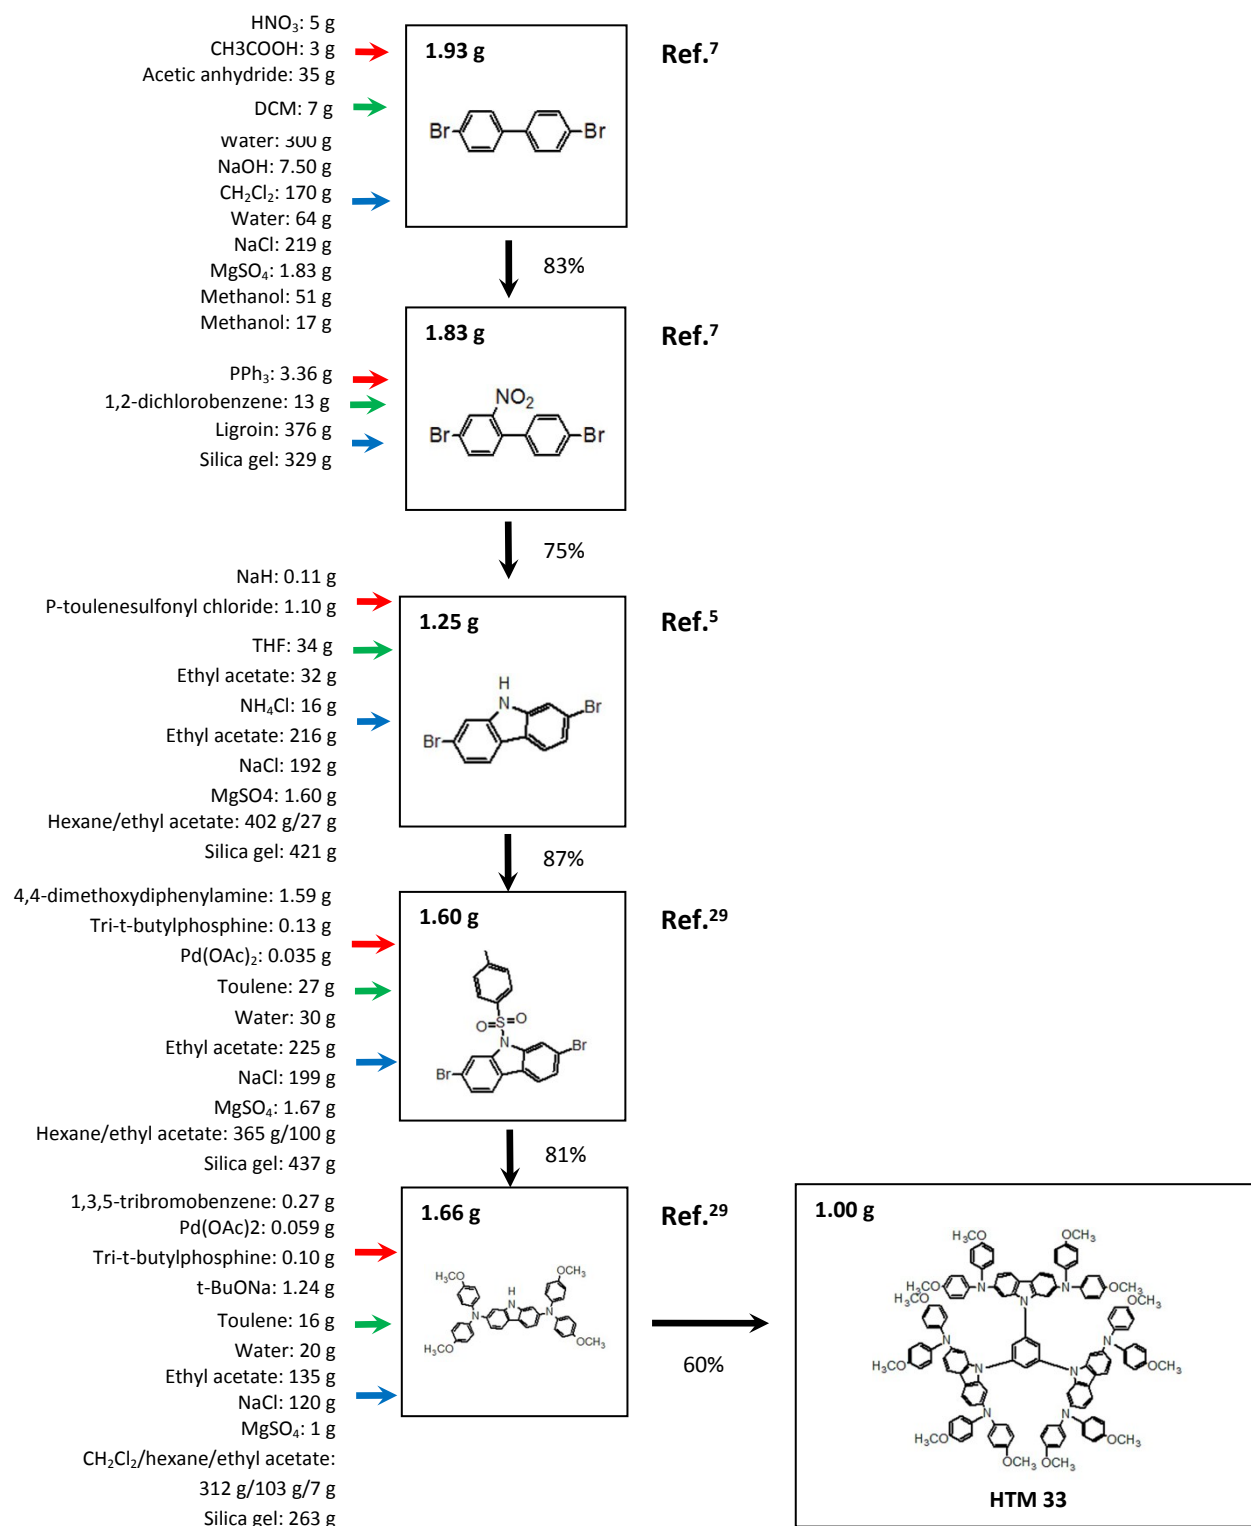 HNO₃: 5 g
CH3COOH: 3 g
Acetic anhydride: 35 g
DCM: 7 g
Water: 300 g
NaOH: 7.50 g
CH₂Cl₂: 170 g
Water: 64 g
NaCl: 219 g
MgSO₄: 1.83 g
Methanol: 51 g
Methanol: 17 g
1.93 g
Ref.⁷
Br
Br
83%
PPh₃: 3.36 g
1,2-dichlorobenzene: 13 g
Ligroin: 376 g
Silica gel: 329 g
1.83 g
Ref.⁷
NO₂
Br
Br
75%
NaH: 0.11 g
P-toulenesulfonyl chloride: 1.10 g
THF: 34 g
Ethyl acetate: 32 g
NH₄Cl: 16 g
Ethyl acetate: 216 g
NaCl: 192 g
MgSO4: 1.60 g
Hexane/ethyl acetate: 402 g/27 g
Silica gel: 421 g
1.25 g
Ref.⁵
H
N
Br
Br
87%
4,4-dimethoxydiphenylamine: 1.59 g
Tri-t-butylphosphine: 0.13 g
Pd(OAc)₂: 0.035 g
Toulene: 27 g
Water: 30 g
Ethyl acetate: 225 g
NaCl: 199 g
MgSO₄: 1.67 g
Hexane/ethyl acetate: 365 g/100 g
Silica gel: 437 g
1.60 g
Ref.²⁹
O=S=O
N
Br
Br
81%
1,3,5-tribromobenzene: 0.27 g
Pd(OAc)2: 0.059 g
Tri-t-butylphosphine: 0.10 g
t-BuONa: 1.24 g
Toulene: 16 g
Water: 20 g
Ethyl acetate: 135 g
NaCl: 120 g
MgSO₄: 1 g
CH₂Cl₂/hexane/ethyl acetate:
312 g/103 g/7 g
Silica gel: 263 g
1.66 g
Ref.²⁹
H₃CO
OCH₃
H
N
N
N
H₃CO
OCH₃
60%
1.00 g
H₃CO
OCH₃
H₃CO
N
N
OCH₃
H₃CO
N
OCH₃
N
N
H₃CO
N
N
OCH₃
N
N
H₃CO
OCH₃
OCH₃
OCH₃
HTM 33